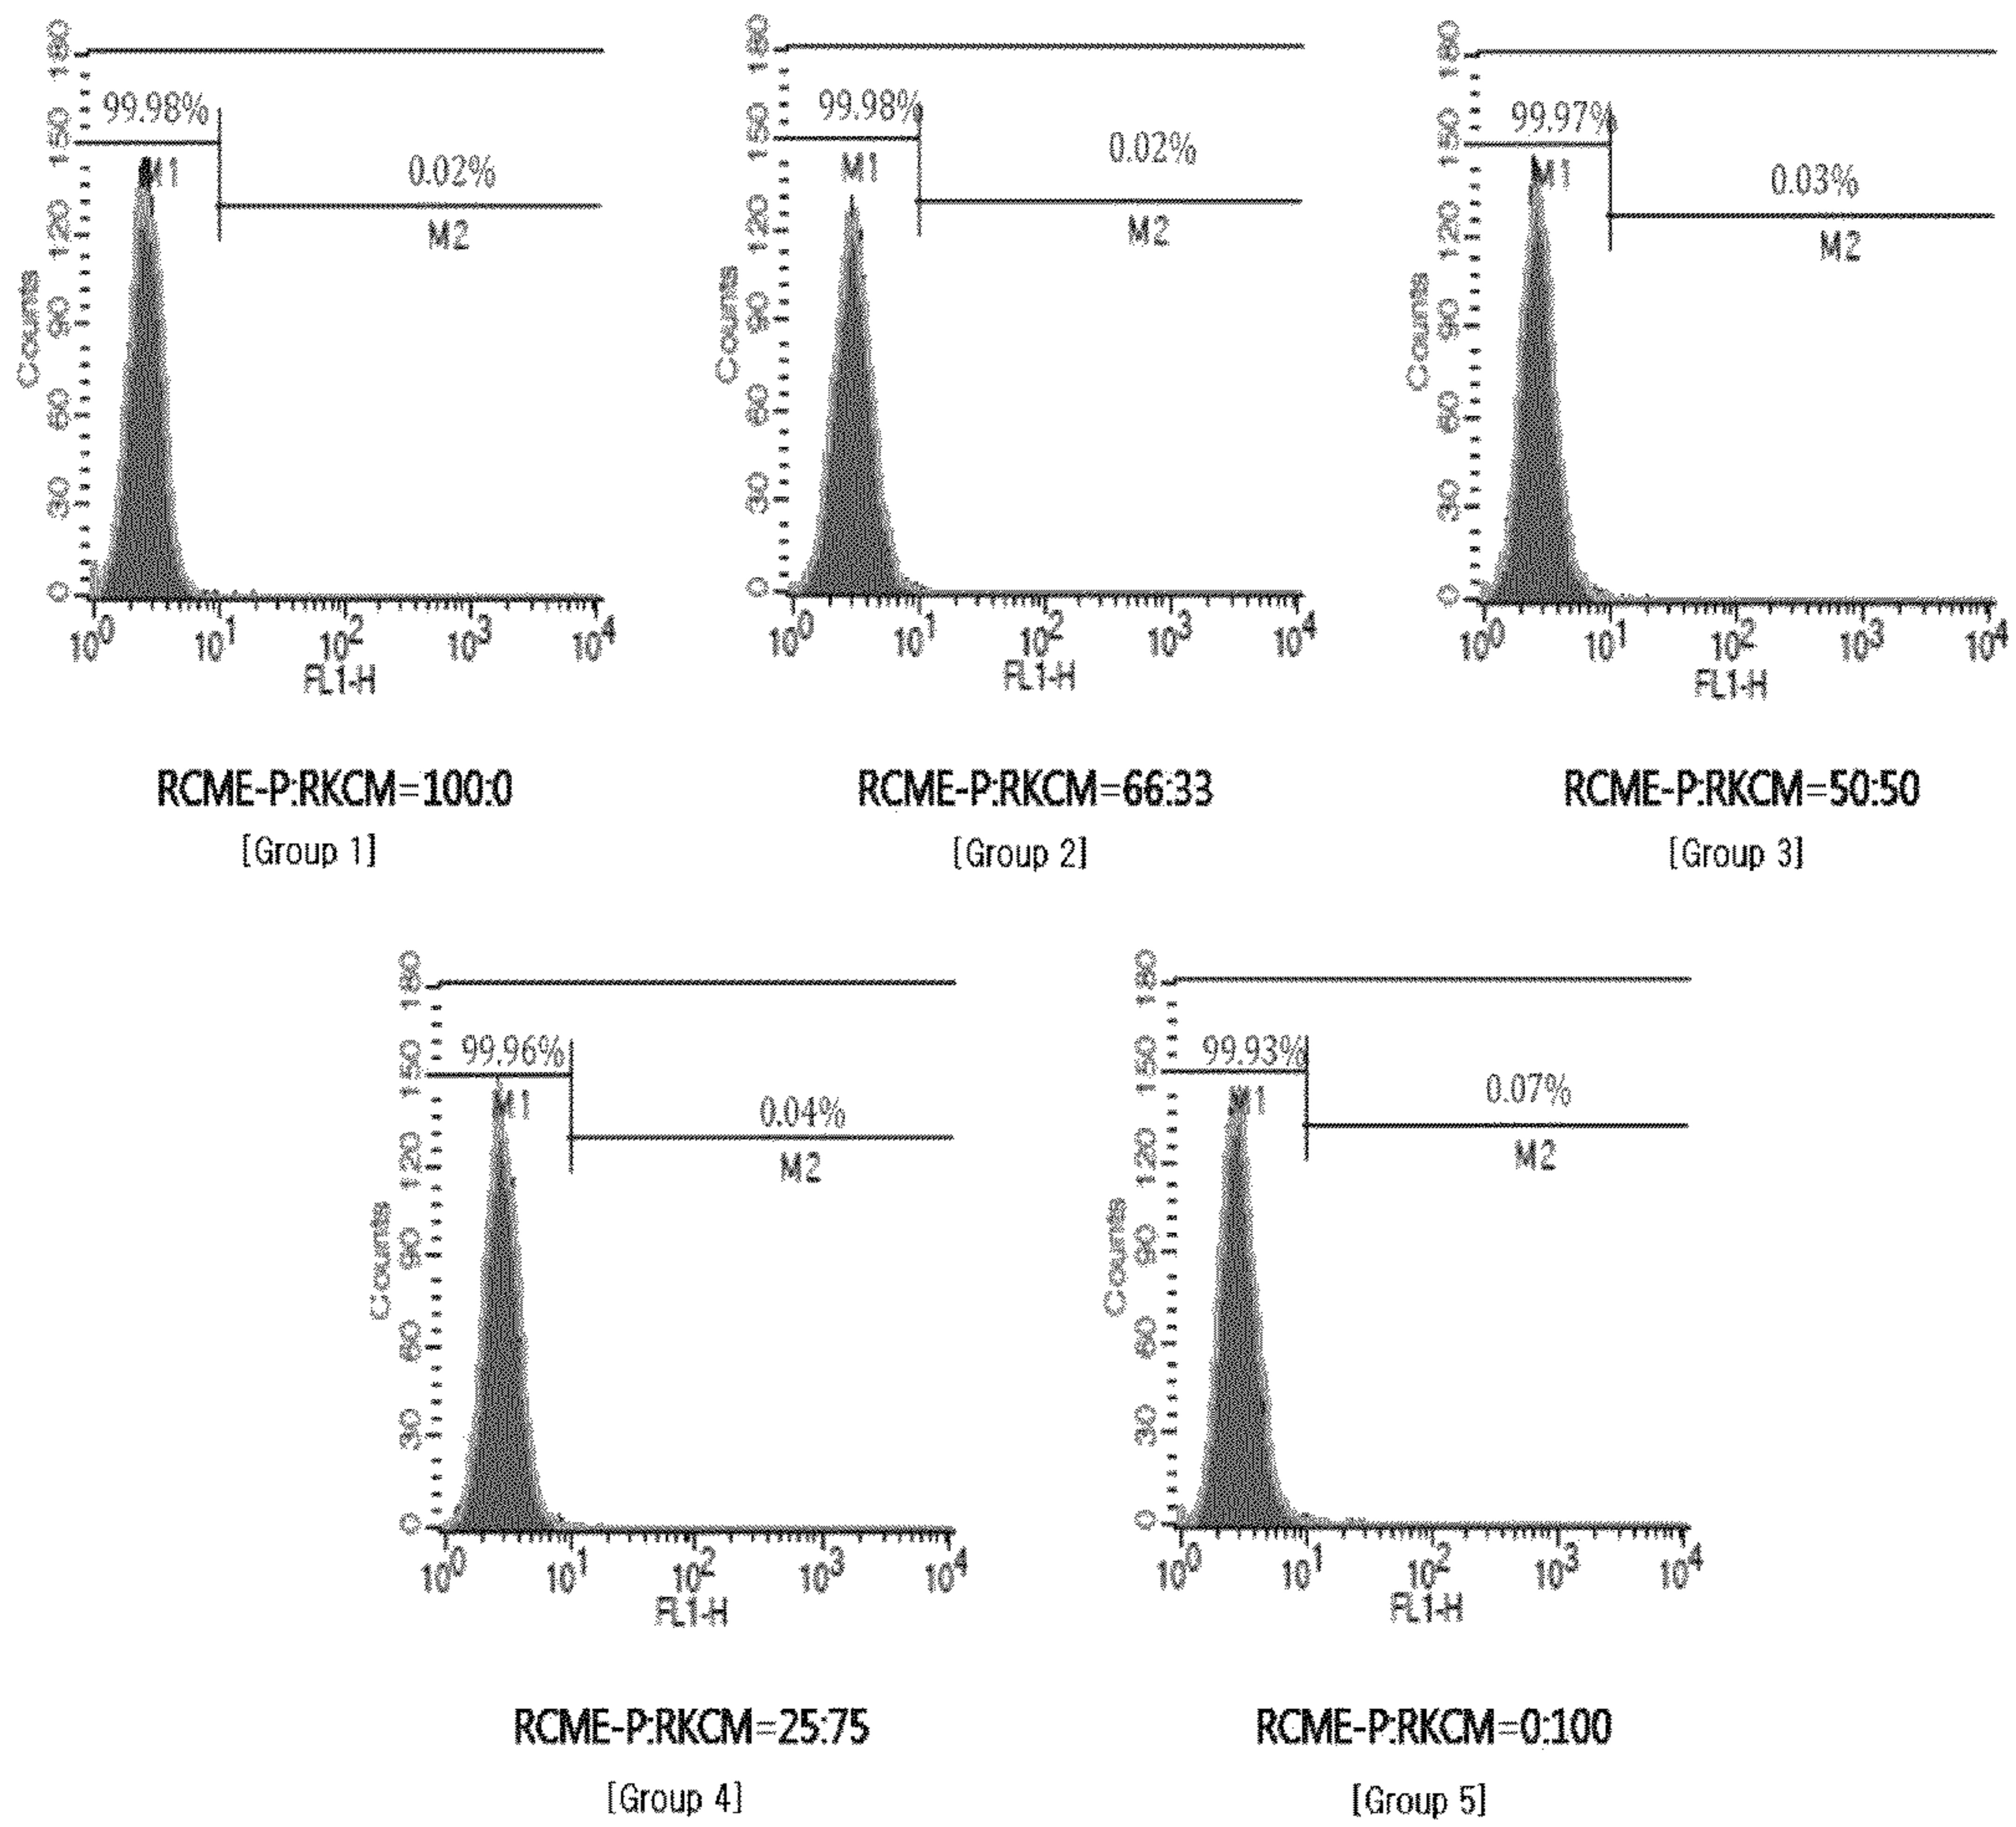 180
150
120
90
60
30
0
Counts
99.98%
M1
0.02%
M2
10^0 10^1 10^2 10^3 10^4
FL1-H
RCME-P:RKCM=100:0
[Group 1]
180
150
120
90
60
30
0
Counts
99.98%
M1
0.02%
M2
10^0 10^1 10^2 10^3 10^4
FL1-H
RCME-P:RKCM=66:33
[Group 2]
180
150
120
90
60
30
0
Counts
99.97%
M1
0.03%
M2
10^0 10^1 10^2 10^3 10^4
FL1-H
RCME-P:RKCM=50:50
[Group 3]
180
150
120
90
60
30
0
Counts
99.96%
M1
0.04%
M2
10^0 10^1 10^2 10^3 10^4
FL1-H
RCME-P:RKCM=25:75
[Group 4]
180
150
120
90
60
30
0
Counts
99.93%
M1
0.07%
M2
10^0 10^1 10^2 10^3 10^4
FL1-H
RCME-P:RKCM=0:100
[Group 5]